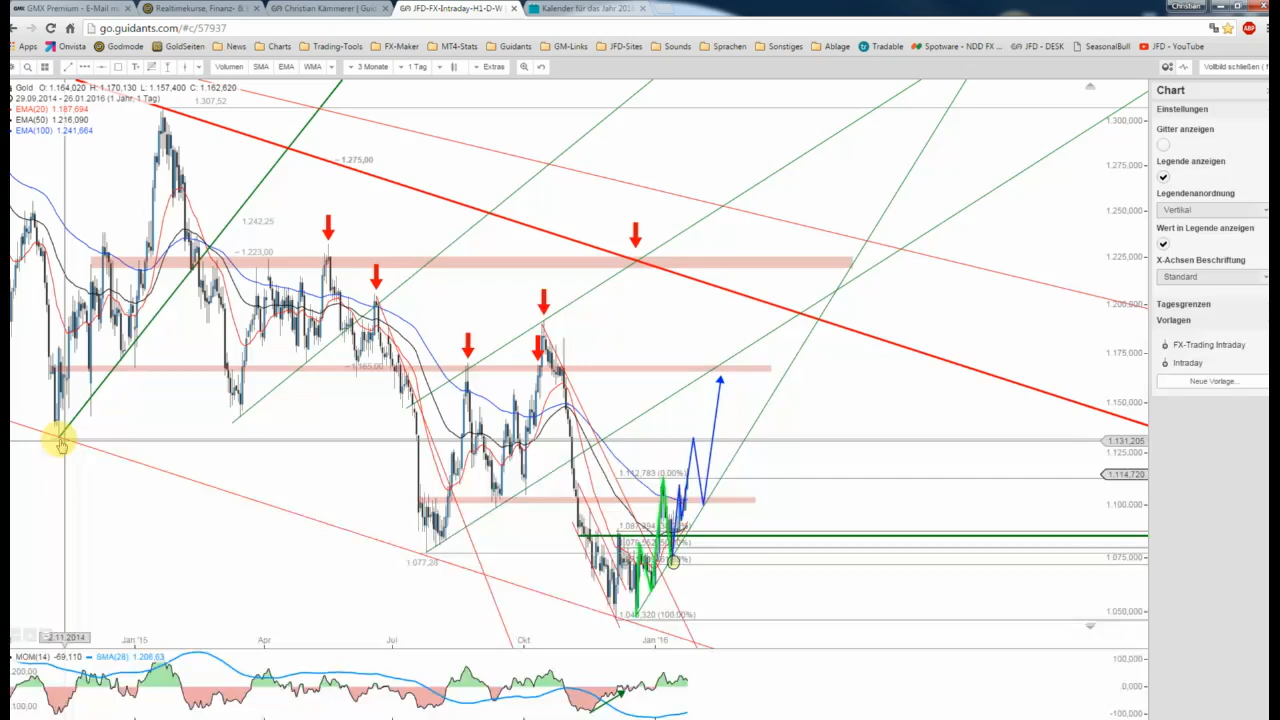 GMX Premium - E-Mail m
Realtimekurse, Finanz- &
Christian Kämmerer | Guid
JFD-FX-Intraday-H1-D-W
Kalender für das Jahr 2016
Christian
go.guidants.com/#c/57937
Apps
Onvista
Godmode
GoldSeiten
News
Charts
Trading-Tools
FX-Maker
MT4-Stats
Guidants
GM-Links
JFD-Sites
Sounds
Sprachen
Sonstiges
Ablage
Tradable
Spotware - NDD FX ...
JFD - DESK
SeasonalBull
JFD - YouTube
Volumen
SMA
EMA
WMA
3 Monate
1 Tag
Extras
Vollbild schließen
Gold O: 1.164,020 H: 1.170,130 L: 1.157,400 C: 1.162,620
29.09.2014 - 26.01.2016 (1 Jahr, 1 Tag)
EMA(20) 1.187,694
EMA(50) 1.216,090
EMA(100) 1.241,664
1.307,52
1.275,00
1.242,25
1.223,00
1.165,00
1.112,783 (0.00%)
1.077,28
(100.00%)
1.300,000
1.275,000
1.250,000
1.225,000
1.200,000
1.175,000
1.150,000
1.131,205
1.125,000
1.114,720
1.100,000
1.075,000
1.050,000
.11.2014
Jan '15
Apr
Jul
Okt
Jan '16
MOM(14) -69,110
SMA(28) 1.206,63
200,00
100,00
100,000
0,000
-100,000
Chart
Einstellungen
Gitter anzeigen
Legende anzeigen
Legendenanordnung
Vertikal
Wert in Legende anzeigen
X-Achsen Beschriftung
Standard
Tagesgrenzen
Vorlagen
FX-Trading Intraday
Intraday
Neue Vorlage...